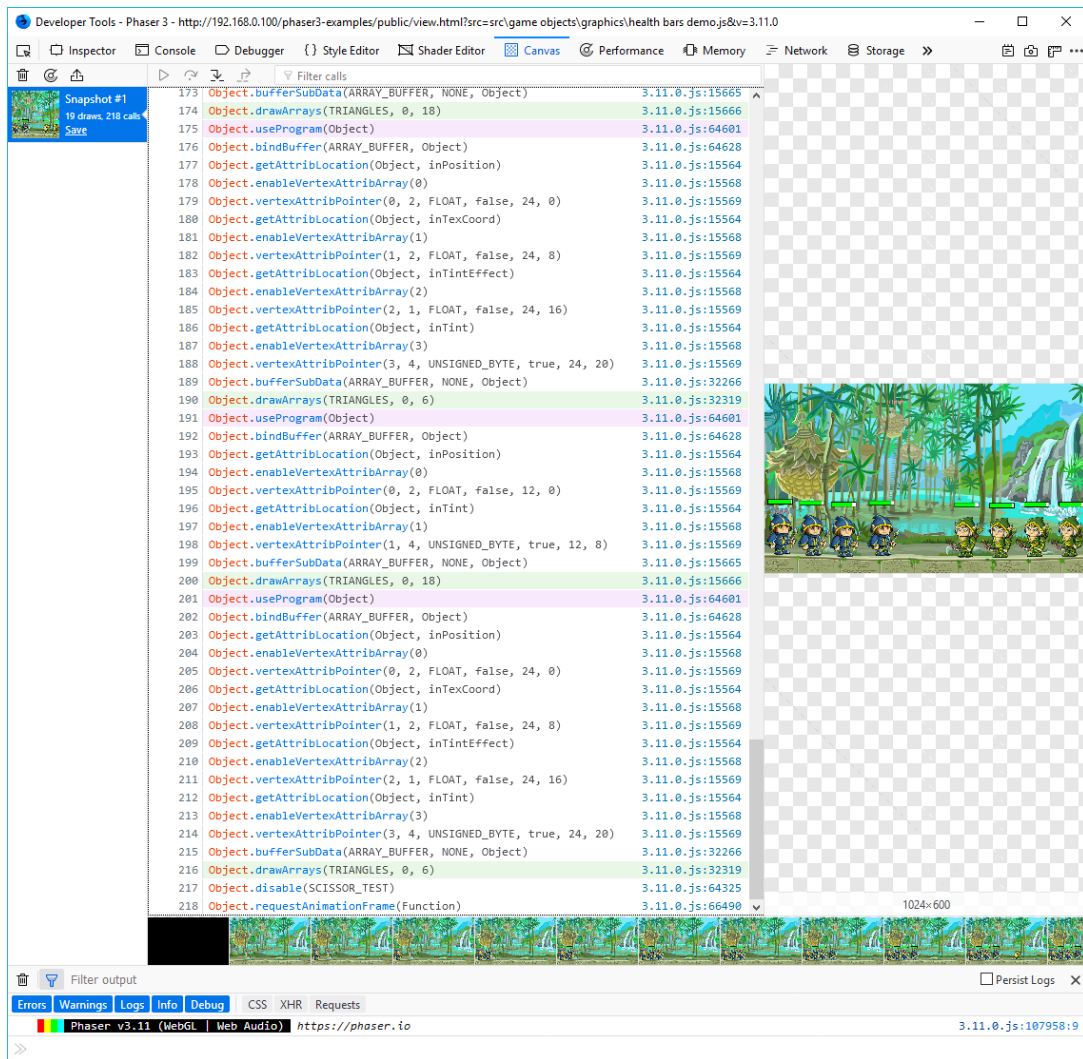 Developer Tools - Phaser 3 - http://192.168.0.100/phaser3-examples/public/view.html?src=src\game objects\graphics\health bars demo.js&v=3.11.0
Inspector Console Debugger {} Style Editor Shader Editor Canvas Performance Memory Network Storage »
Filter calls
Snapshot #1
19 draws, 218 calls
Save
173 Object.bufferSubData(ARRAY_BUFFER, NONE, Object) 3.11.0.js:15665
174 Object.drawArrays(TRIANGLES, 0, 18) 3.11.0.js:15666
175 Object.useProgram(Object) 3.11.0.js:64601
176 Object.bindBuffer(ARRAY_BUFFER, Object) 3.11.0.js:64628
177 Object.getAttribLocation(Object, inPosition) 3.11.0.js:15564
178 Object.enableVertexAttribArray(0) 3.11.0.js:15568
179 Object.vertexAttribPointer(0, 2, FLOAT, false, 24, 0) 3.11.0.js:15569
180 Object.getAttribLocation(Object, inTexCoord) 3.11.0.js:15564
181 Object.enableVertexAttribArray(1) 3.11.0.js:15568
182 Object.vertexAttribPointer(1, 2, FLOAT, false, 24, 8) 3.11.0.js:15569
183 Object.getAttribLocation(Object, inTintEffect) 3.11.0.js:15564
184 Object.enableVertexAttribArray(2) 3.11.0.js:15568
185 Object.vertexAttribPointer(2, 1, FLOAT, false, 24, 16) 3.11.0.js:15569
186 Object.getAttribLocation(Object, inTint) 3.11.0.js:15564
187 Object.enableVertexAttribArray(3) 3.11.0.js:15568
188 Object.vertexAttribPointer(3, 4, UNSIGNED_BYTE, true, 24, 20) 3.11.0.js:15569
189 Object.bufferSubData(ARRAY_BUFFER, NONE, Object) 3.11.0.js:32266
190 Object.drawArrays(TRIANGLES, 0, 6) 3.11.0.js:32319
191 Object.useProgram(Object) 3.11.0.js:64601
192 Object.bindBuffer(ARRAY_BUFFER, Object) 3.11.0.js:64628
193 Object.getAttribLocation(Object, inPosition) 3.11.0.js:15564
194 Object.enableVertexAttribArray(0) 3.11.0.js:15568
195 Object.vertexAttribPointer(0, 2, FLOAT, false, 12, 0) 3.11.0.js:15569
196 Object.getAttribLocation(Object, inTint) 3.11.0.js:15564
197 Object.enableVertexAttribArray(1) 3.11.0.js:15568
198 Object.vertexAttribPointer(1, 4, UNSIGNED_BYTE, true, 12, 8) 3.11.0.js:15569
199 Object.bufferSubData(ARRAY_BUFFER, NONE, Object) 3.11.0.js:15665
200 Object.drawArrays(TRIANGLES, 0, 18) 3.11.0.js:15666
201 Object.useProgram(Object) 3.11.0.js:64601
202 Object.bindBuffer(ARRAY_BUFFER, Object) 3.11.0.js:64628
203 Object.getAttribLocation(Object, inPosition) 3.11.0.js:15564
204 Object.enableVertexAttribArray(0) 3.11.0.js:15568
205 Object.vertexAttribPointer(0, 2, FLOAT, false, 24, 0) 3.11.0.js:15569
206 Object.getAttribLocation(Object, inTexCoord) 3.11.0.js:15564
207 Object.enableVertexAttribArray(1) 3.11.0.js:15568
208 Object.vertexAttribPointer(1, 2, FLOAT, false, 24, 8) 3.11.0.js:15569
209 Object.getAttribLocation(Object, inTintEffect) 3.11.0.js:15564
210 Object.enableVertexAttribArray(2) 3.11.0.js:15568
211 Object.vertexAttribPointer(2, 1, FLOAT, false, 24, 16) 3.11.0.js:15569
212 Object.getAttribLocation(Object, inTint) 3.11.0.js:15564
213 Object.enableVertexAttribArray(3) 3.11.0.js:15568
214 Object.vertexAttribPointer(3, 4, UNSIGNED_BYTE, true, 24, 20) 3.11.0.js:15569
215 Object.bufferSubData(ARRAY_BUFFER, NONE, Object) 3.11.0.js:32266
216 Object.drawArrays(TRIANGLES, 0, 6) 3.11.0.js:32319
217 Object.disable(SCISSOR_TEST) 3.11.0.js:64325
218 Object.requestAnimationFrame(Function) 3.11.0.js:66490
1024×600
Filter output Persist Logs
Errors Warnings Logs Info Debug CSS XHR Requests
Phaser v3.11 (WebGL | Web Audio) https://phaser.io 3.11.0.js:107958:9